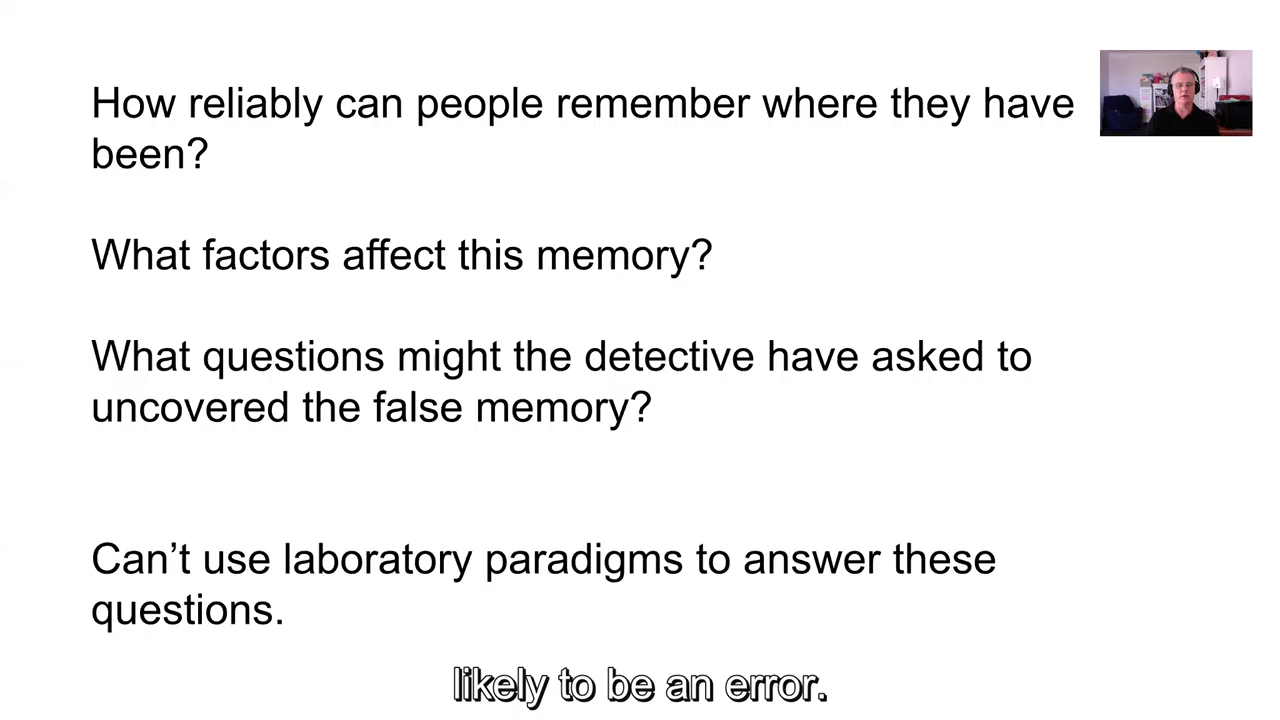 How reliably can people remember where they have
been?
What factors affect this memory?
What questions might the detective have asked to
uncovered the false memory?
Can't use laboratory paradigms to answer these
questions.
likely to be an error.